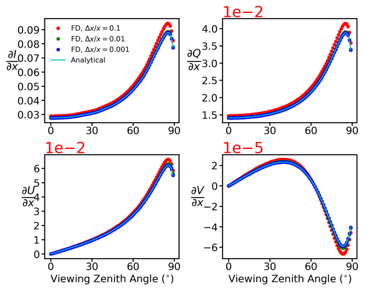 1e−2
FD, Δx/x = 0.1
FD, Δx/x = 0.01
FD, Δx/x = 0.001
Analytical
∂I
∂x
0.09
0.08
0.07
0.06
0.05
0.04
0.03
0 30 60 90
∂Q
∂x
4.0
3.5
3.0
2.5
2.0
1.5
0 30 60 90
1e−2
1e−5
∂U
∂x
6
5
4
3
2
1
0
0 30 60 90
Viewing Zenith Angle (°)
∂V
∂x
2
0
−2
−4
−6
0 30 60 90
Viewing Zenith Angle (°)